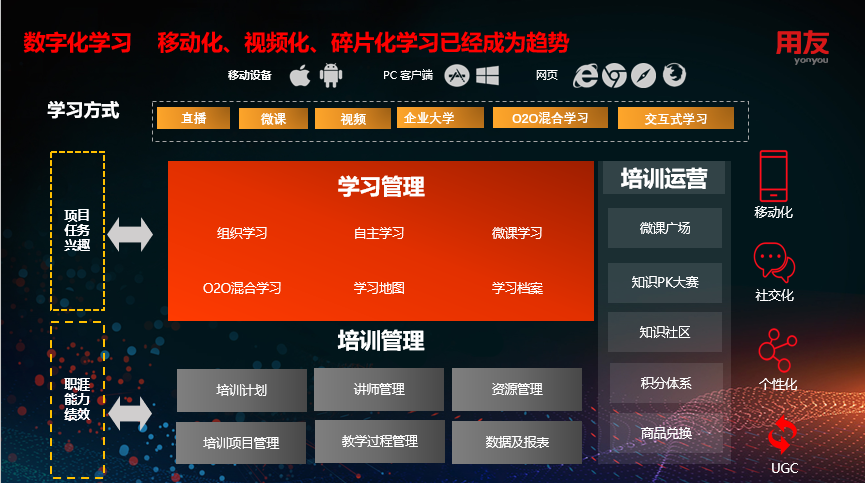 数字化学习 移动化、视频化、碎片化学习已经成为趋势
用友
yonyou
移动设备 PC 客户端 网页
学习方式
直播 微课 视频 企业大学 O2O混合学习 交互式学习
项目
任务
兴趣
学习管理
组织学习 自主学习 微课学习
O2O混合学习 学习地图 学习档案
职涯
能力
绩效
培训管理
培训计划 讲师管理 资源管理
培训项目管理 教学过程管理 数据及报表
培训运营
微课广场
知识PK大赛
知识社区
积分体系
商品兑换
移动化
社交化
个性化
UGC